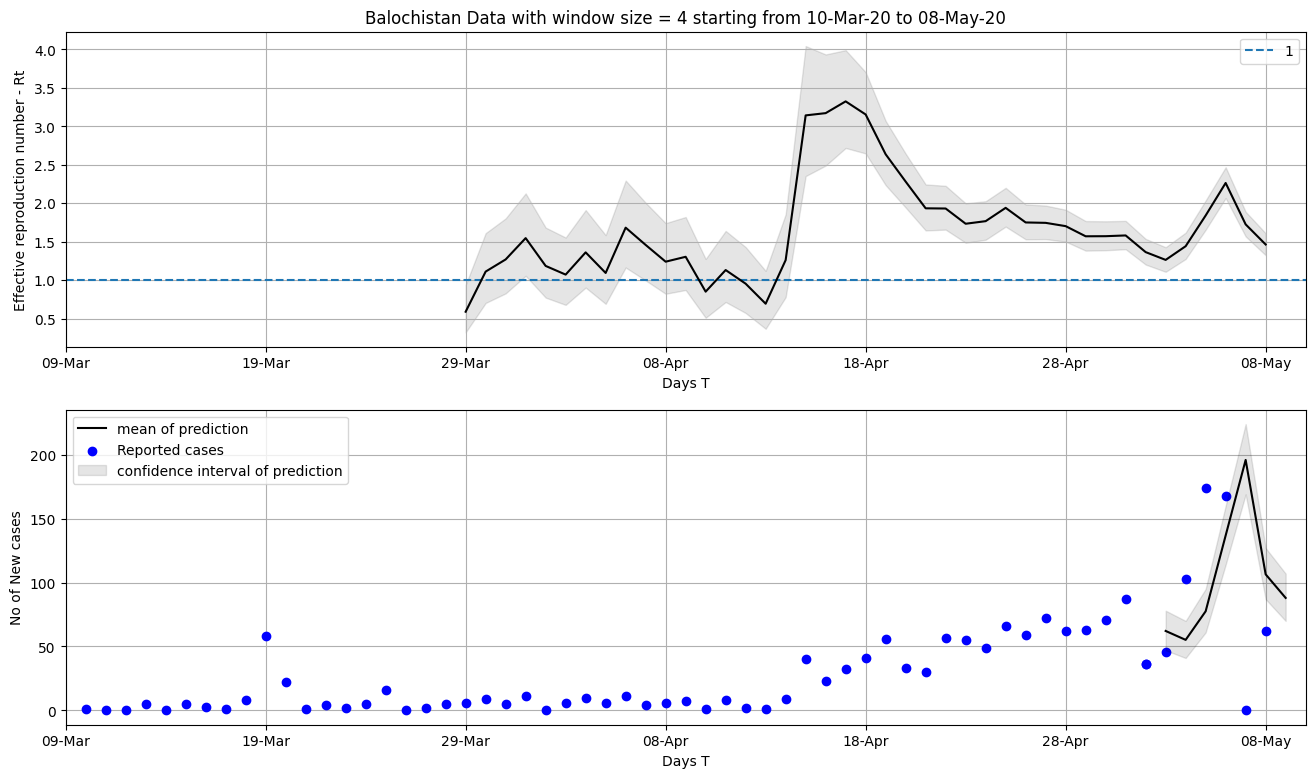 Balochistan Data with window size = 4 starting from 10-Mar-20 to 08-May-20
Effective reproduction number - Rt
4.0
3.5
3.0
2.5
2.0
1.5
1.0
0.5
1
09-Mar 19-Mar 29-Mar 08-Apr 18-Apr 28-Apr 08-May
Days T
No of New cases
200
150
100
50
0
mean of prediction
Reported cases
confidence interval of prediction
09-Mar 19-Mar 29-Mar 08-Apr 18-Apr 28-Apr 08-May
Days T